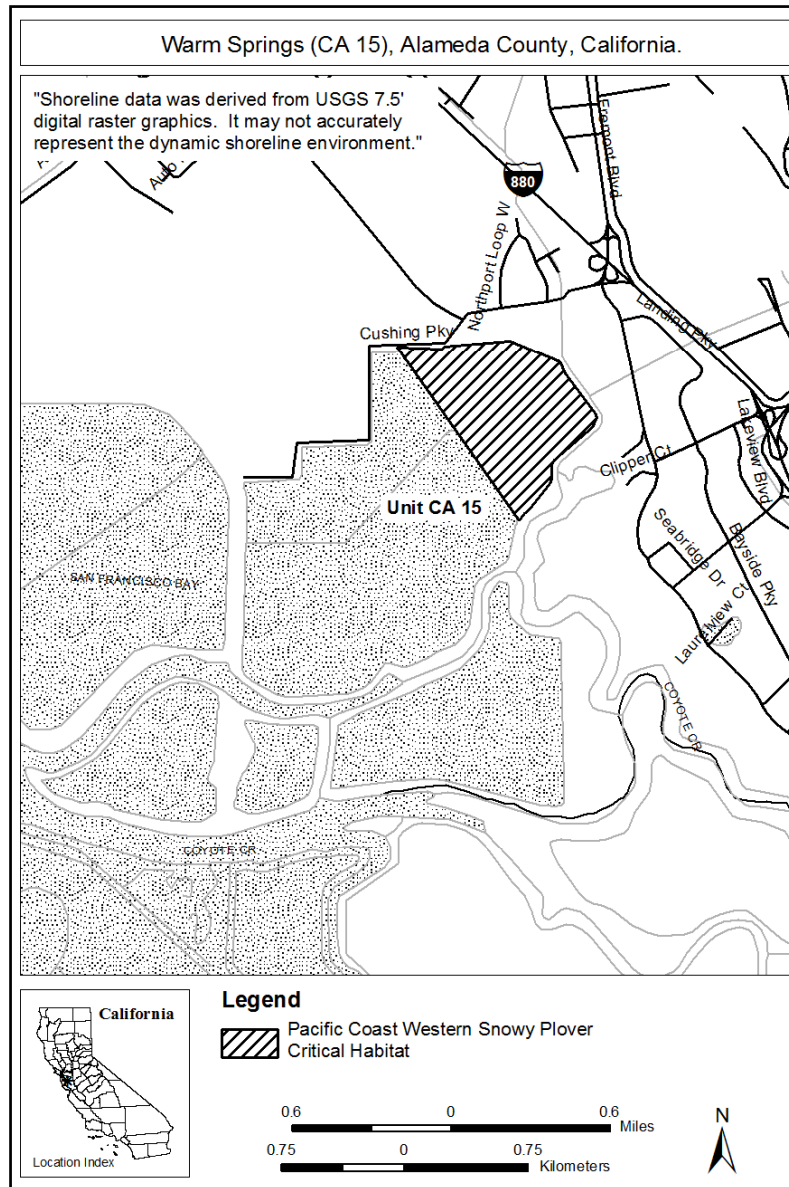 Warm Springs (CA 15), Alameda County, California.
"Shoreline data was derived from USGS 7.5'
digital raster graphics. It may not accurately
represent the dynamic shoreline environment."
Auto
880
Fremont Blvd
Northport Loop W
Cushing Pky
Landing Pky
Lakeview Blvd
Clipper Ct
Unit CA 15
Seabridge Dr
Bayside Pky
SAN FRANCISCO BAY
Laurelview Ct
COYOTE CR
COYOTE CR
California
Location Index
Legend
Pacific Coast Western Snowy Plover
Critical Habitat
0.6 0 0.6
Miles
0.75 0 0.75
Kilometers
N